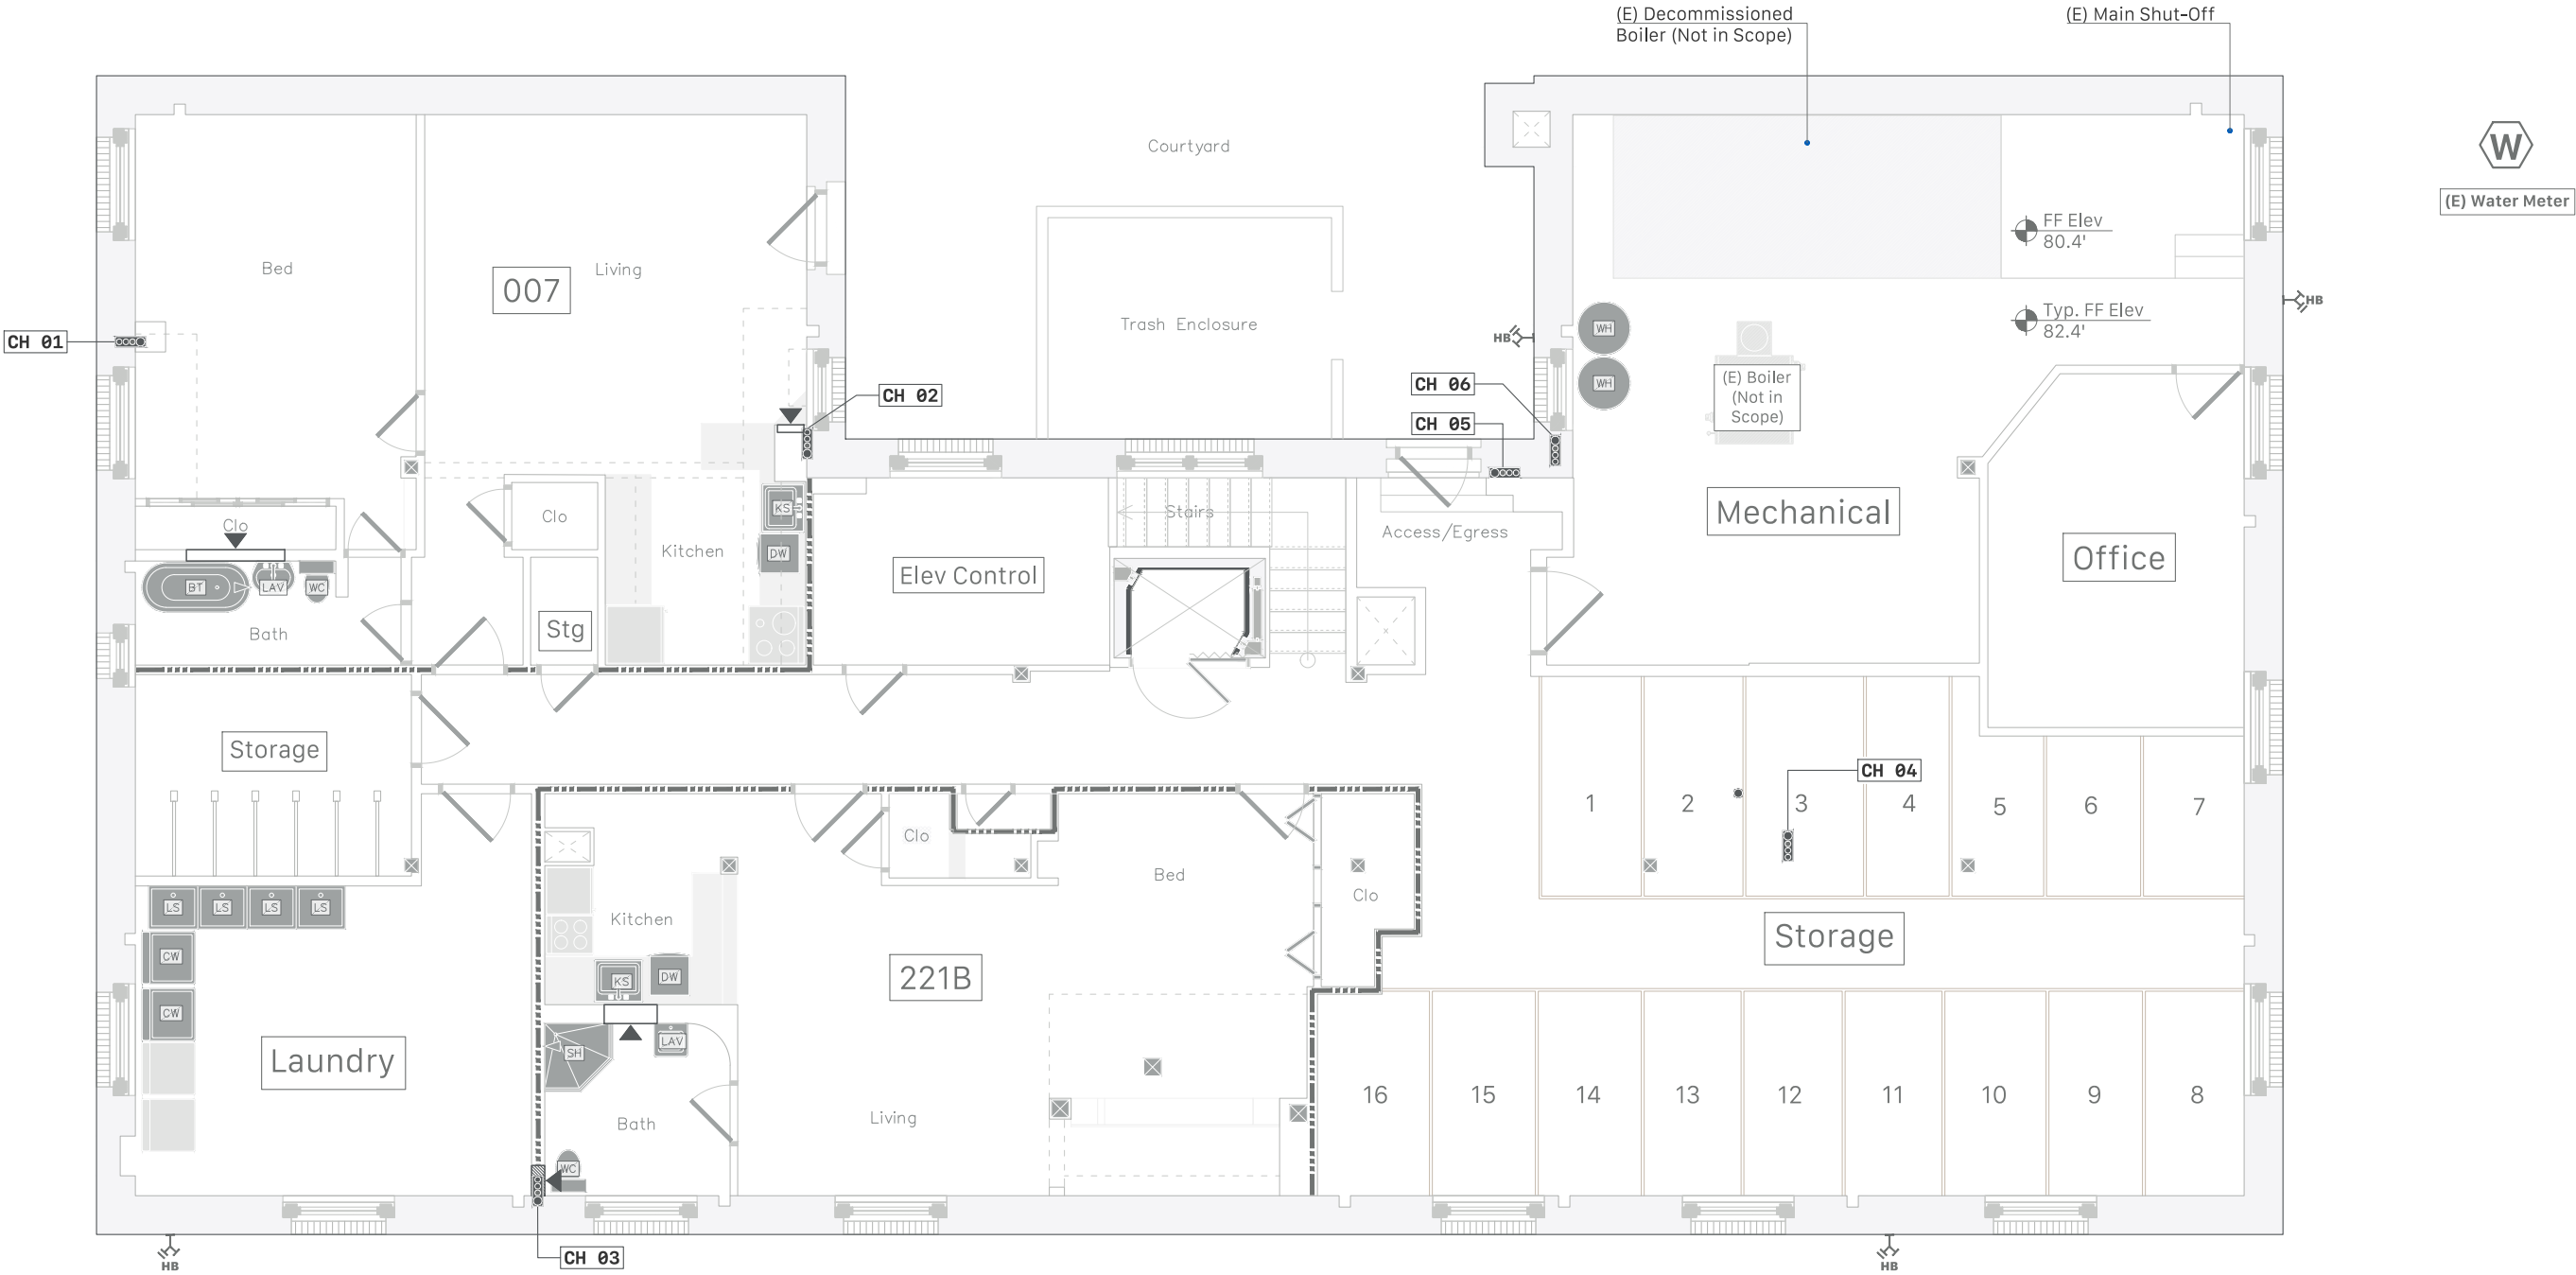 (E) Decommissioned
Boiler (Not in Scope)
(E) Main Shut-Off
W
(E) Water Meter
Courtyard
FF Elev
80.4'
Bed
Living
007
HB
Typ. FF Elev
82.4'
Trash Enclosure
WH
HB
CH 01
WH
(E) Boiler
(Not in
Scope)
CH 06
CH 02
CH 05
KS
Stairs
Mechanical
Clo
Clo
Access/Egress
Kitchen
DW
Office
Elev Control
BT
LAV
WC
Stg
Bath
Storage
CH 04
1
2
3
4
5
6
7
Clo
Bed
Clo
LS
LS
LS
LS
Kitchen
Storage
CW
221B
KS
DW
CW
LAV
SH
Laundry
16
15
14
13
12
11
10
9
8
Living
Bath
WC
CH 03
HB
HB